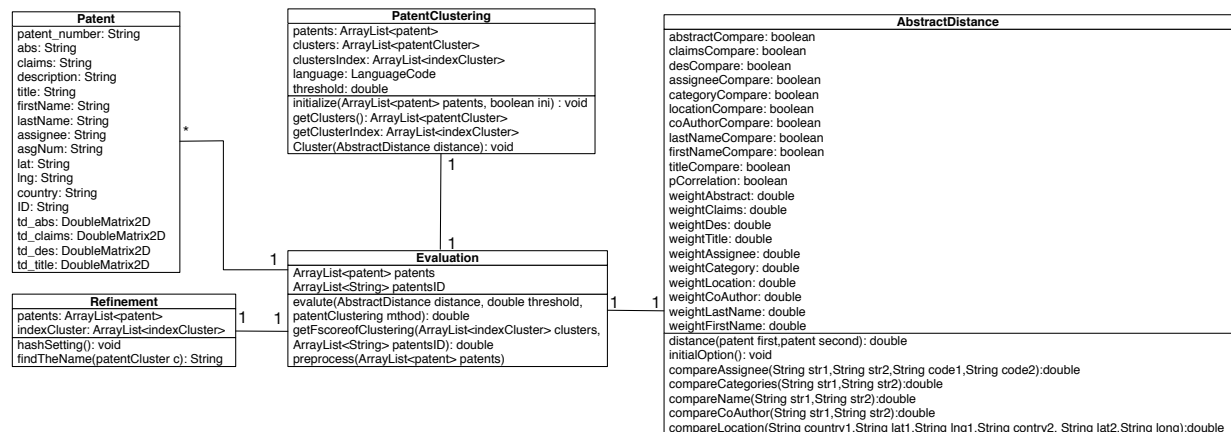 Patent
patent_number: String
abs: String
claims: String
description: String
title: String
firstName: String
lastName: String
assignee: String
asgNum: String
lat: String
lng: String
country: String
ID: String
td_abs: DoubleMatrix2D
td_claims: DoubleMatrix2D
td_des: DoubleMatrix2D
td_title: DoubleMatrix2D
*
1
PatentClustering
patents: ArrayList<patent>
clusters: ArrayList<patentCluster>
clustersIndex: ArrayList<indexCluster>
language: LanguageCode
threshold: double
initialize(ArrayList<patent> patents, boolean ini) : void
getClusters(): ArrayList<patentCluster>
getClusterIndex: ArrayList<indexCluster>
Cluster(AbstractDistance distance): void
1
1
Refinement
patents: ArrayList<patent>
indexCluster: ArrayList<indexCluster>
hashSetting(): void
findTheName(patentCluster c): String
1
1
Evaluation
ArrayList<patent> patents
ArrayList<String> patentsID
evalute(AbstractDistance distance, double threshold,
patentClustering mthod): double
getFscoreofClustering(ArrayList<indexCluster> clusters,
ArrayList<String> patentsID): double
preprocess(ArrayList<patent> patents)
1
1
AbstractDistance
abstractCompare: boolean
claimsCompare: boolean
desCompare: boolean
assigneeCompare: boolean
categoryCompare: boolean
locationCompare: boolean
coAuthorCompare: boolean
lastNameCompare: boolean
firstNameCompare: boolean
titleCompare: boolean
pCorrelation: boolean
weightAbstract: double
weightClaims: double
weightDes: double
weightTitle: double
weightAssignee: double
weightCategory: double
weightLocation: double
weightCoAuthor: double
weightLastName: double
weightFirstName: double
distance(patent first,patent second): double
initialOption(): void
compareAssignee(String str1,String str2,String code1,String code2):double
compareCategories(String str1,String str2):double
compareName(String str1,String str2):double
compareCoAuthor(String str1,String str2):double
compareLocation(String country1,String lat1,String lng1,String contry2, String lat2,String long):double